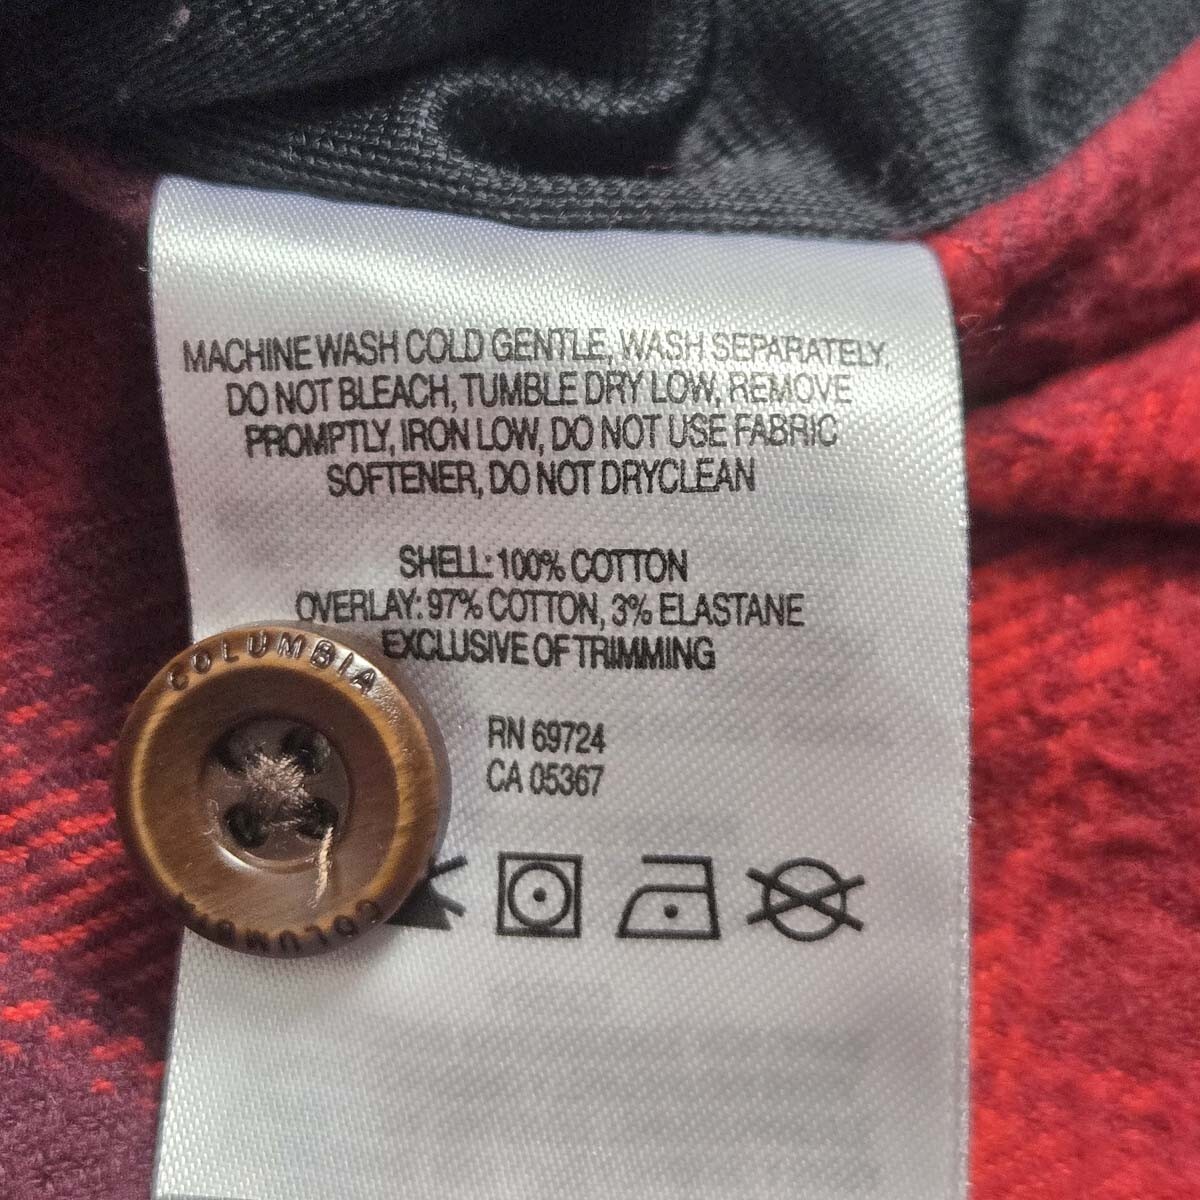 MACHINE WASH COLD GENTLE, WASH SEPARATELY,
DO NOT BLEACH, TUMBLE DRY LOW, REMOVE
PROMPTLY, IRON LOW, DO NOT USE FABRIC
SOFTENER, DO NOT DRYCLEAN
SHELL: 100% COTTON
OVERLAY: 97% COTTON, 3% ELASTANE
EXCLUSIVE OF TRIMMING
COLUMBIA
RN 69724
CA 05367
COLUMBIA